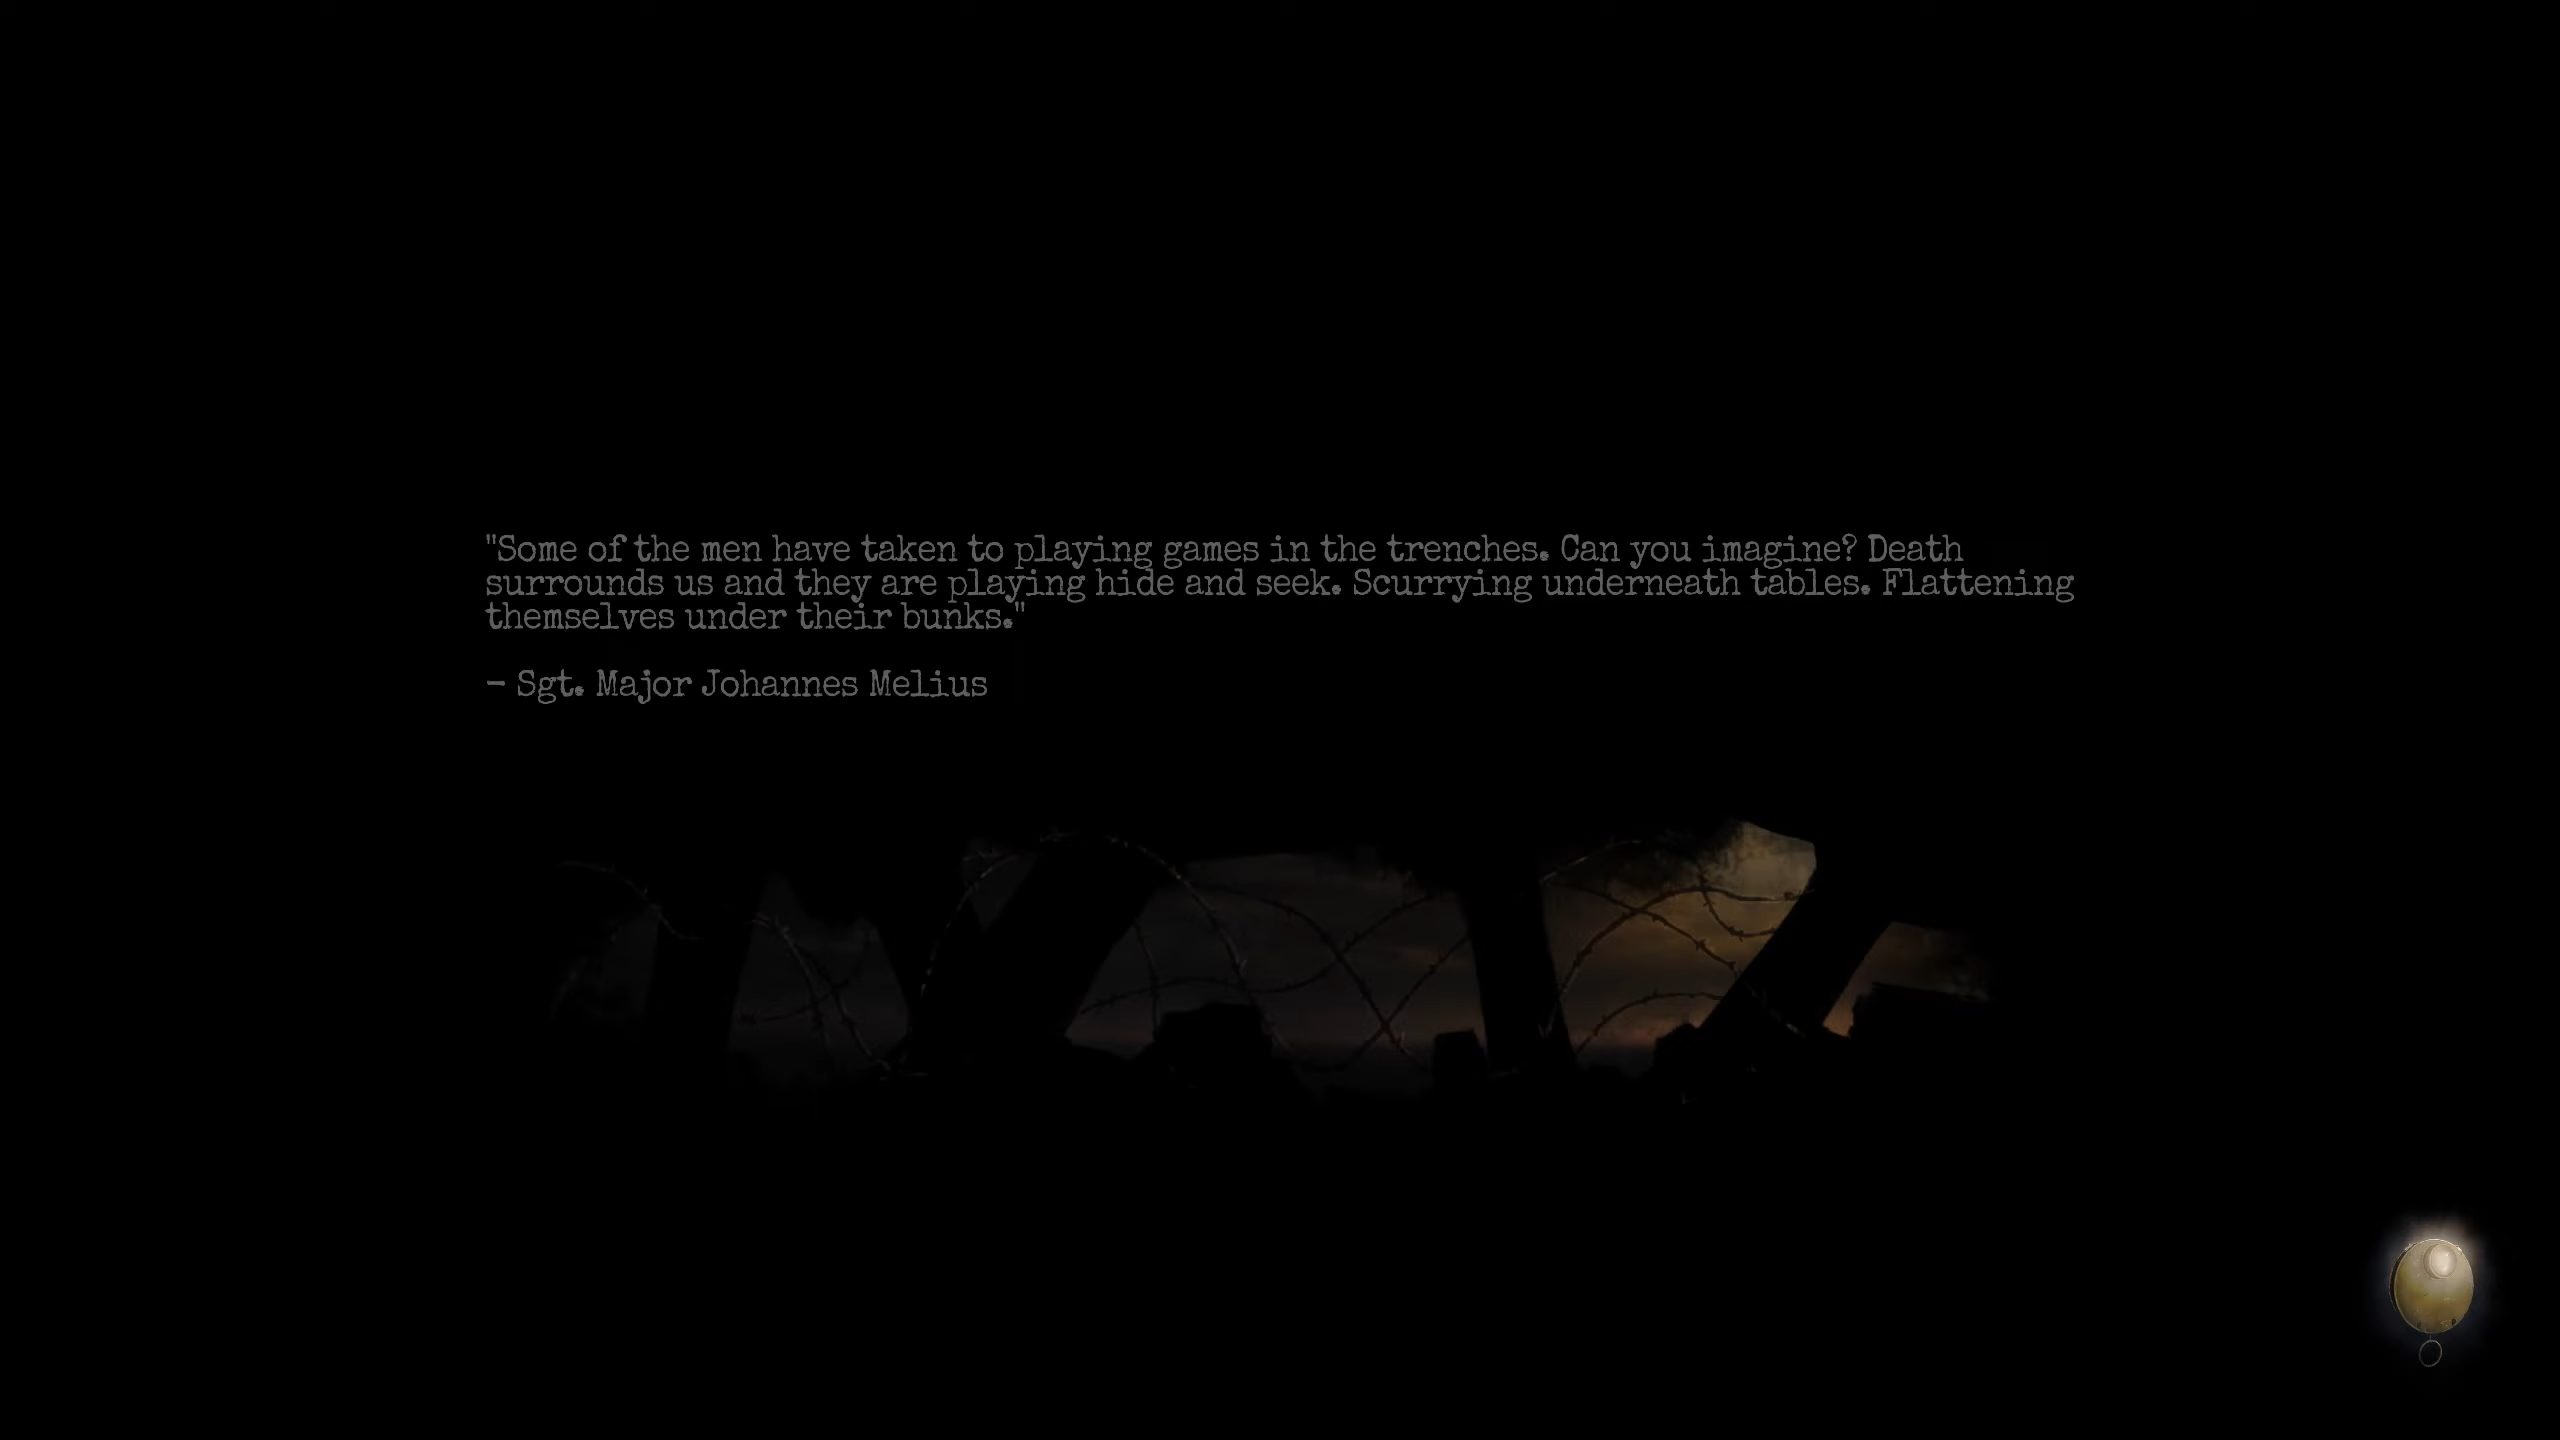 "Some of the men have taken to playing games in the trenches. Can you imagine? Death
surrounds us and they are playing hide and seek. Scurrying underneath tables. Flattening
themselves under their bunks."
- Sgt. Major Johannes Melius